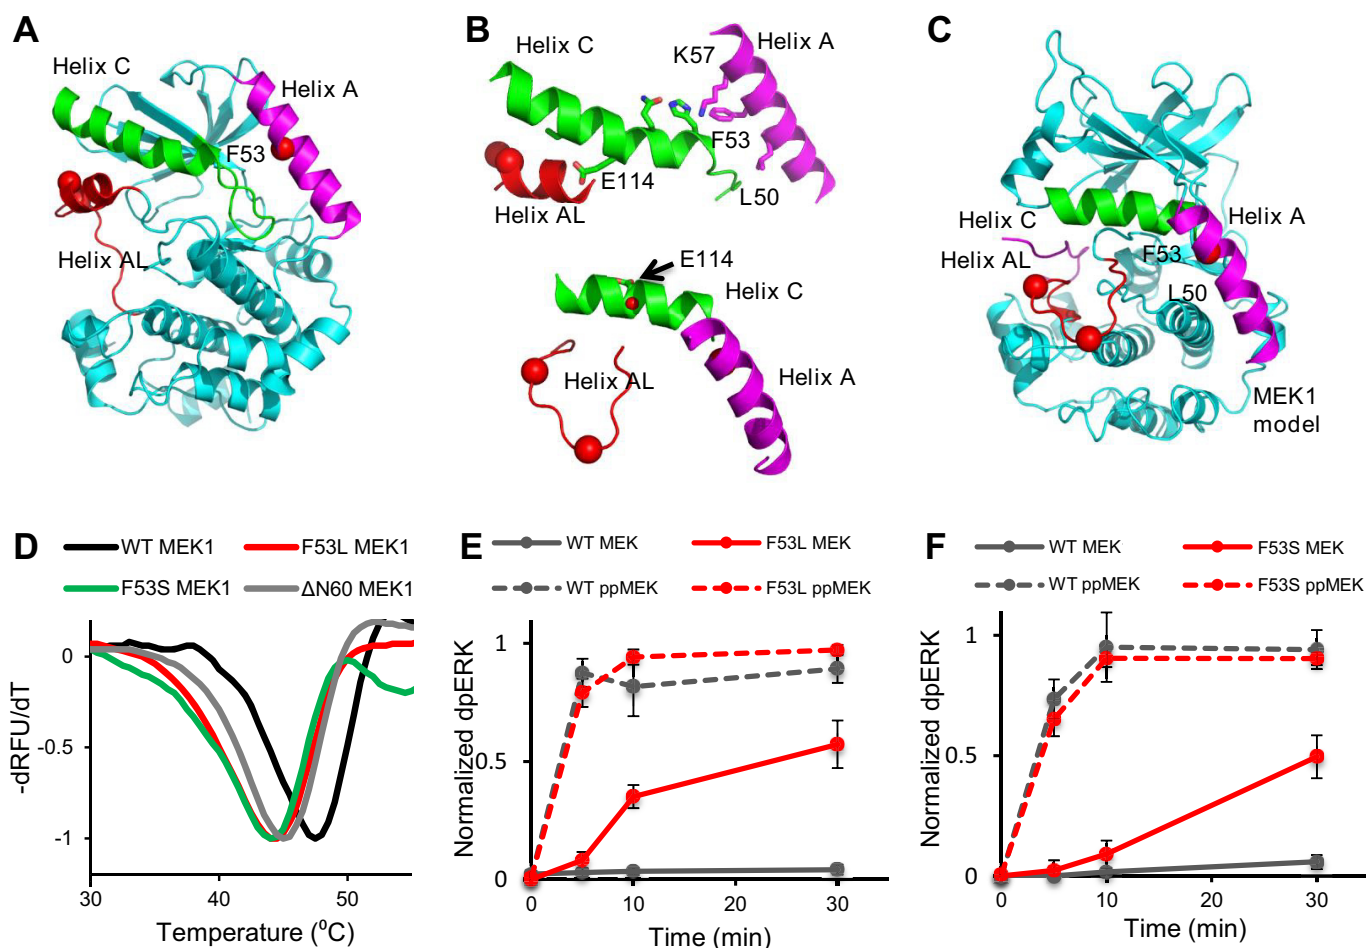 A
Helix C
Helix A
F53
Helix AL
B
Helix C
K57
Helix A
F53
E114
L50
Helix AL
E114
Helix C
Helix AL
Helix A
C
Helix C
Helix A
Helix AL
F53
L50
MEK1
model
D
WT MEK1
F53L MEK1
F53S MEK1
ΔN60 MEK1
-dRFU/dT
0
-0.5
-1
30
40
50
Temperature (⁰C)
E
WT MEK
F53L MEK
WT ppMEK
F53L ppMEK
Normalized dpERK
1
0.5
0
0
10
20
30
Time (min)
F
WT MEK
F53S MEK
WT ppMEK
F53S ppMEK
Normalized dpERK
1
0.5
0
0
10
20
30
Time (min)